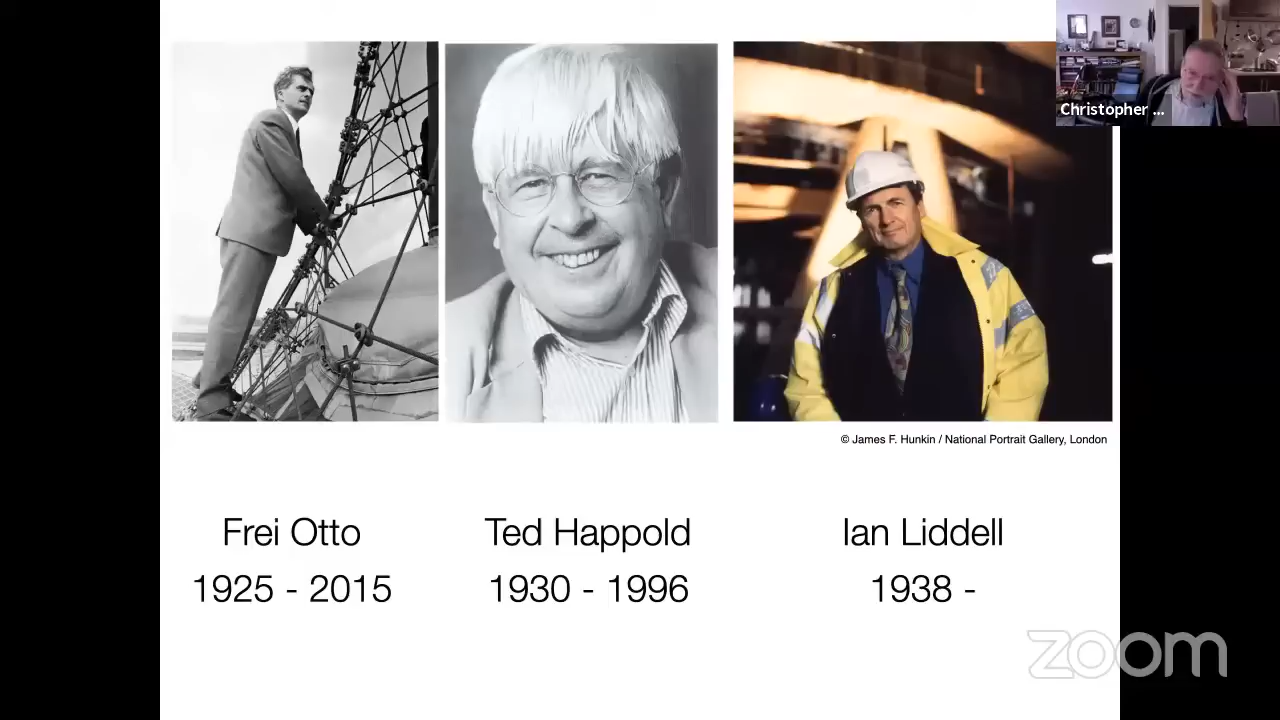 Christopher ...
© James F. Hunkin / National Portrait Gallery, London
Frei Otto
Ted Happold
Ian Liddell
1925 - 2015
1930 - 1996
1938 -
zoom